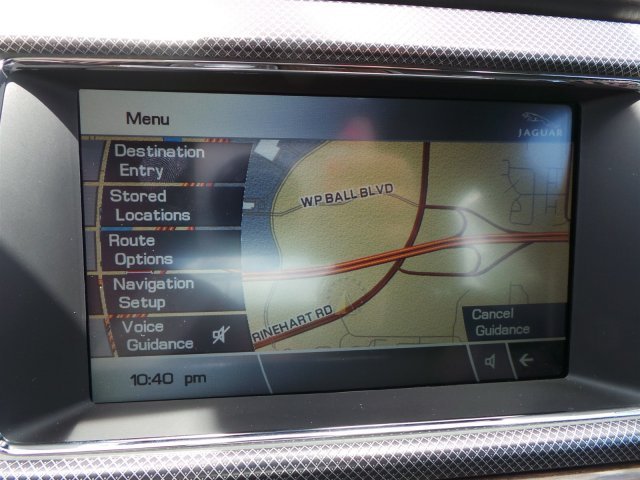 Menu
JAGUAR
Destination
Entry
Stored
Locations
Route
Options
Navigation
Setup
Voice
Guidance
WP BALL BLVD
RINEHART RD
Cancel
Guidance
10:40 pm